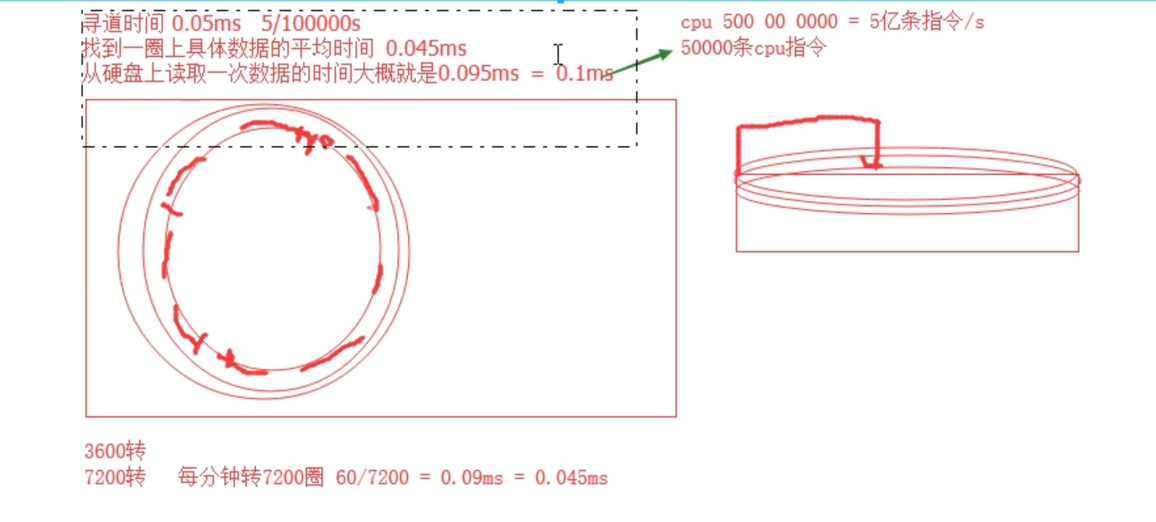 寻道时间 0.05ms 5/100000s
找到一圈上具体数据的平均时间 0.045ms
从硬盘上读取一次数据的时间大概就是0.095ms = 0.1ms
cpu 500 00 0000 = 5亿条指令/s
50000条cpu指令
3600转
7200转 每分钟转7200圈 60/7200 = 0.09ms = 0.045ms